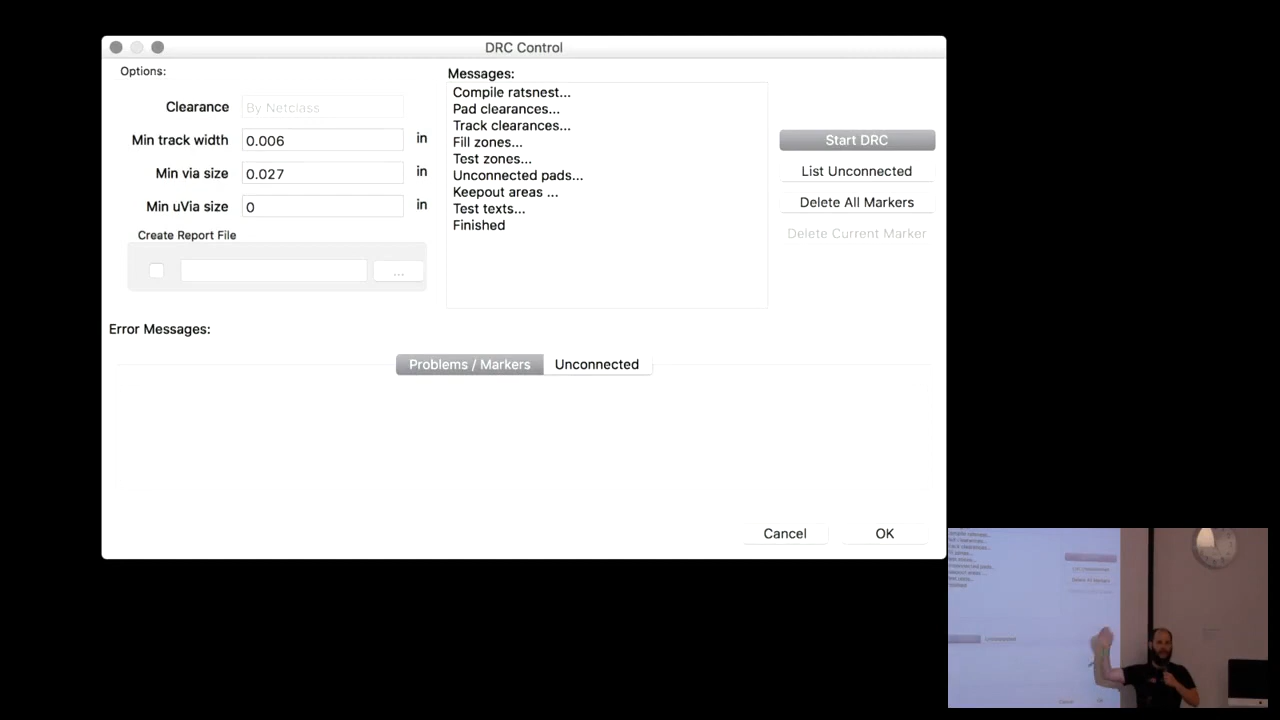 DRC Control
Options:
Clearance By Netclass
Min track width 0.006 in
Min via size 0.027 in
Min uVia size 0 in
Create Report File
...
Messages:
Compile ratsnest...
Pad clearances...
Track clearances...
Fill zones...
Test zones...
Unconnected pads...
Keepout areas ...
Test texts...
Finished
Start DRC
List Unconnected
Delete All Markers
Delete Current Marker
Error Messages:
Problems / Markers Unconnected
Cancel OK